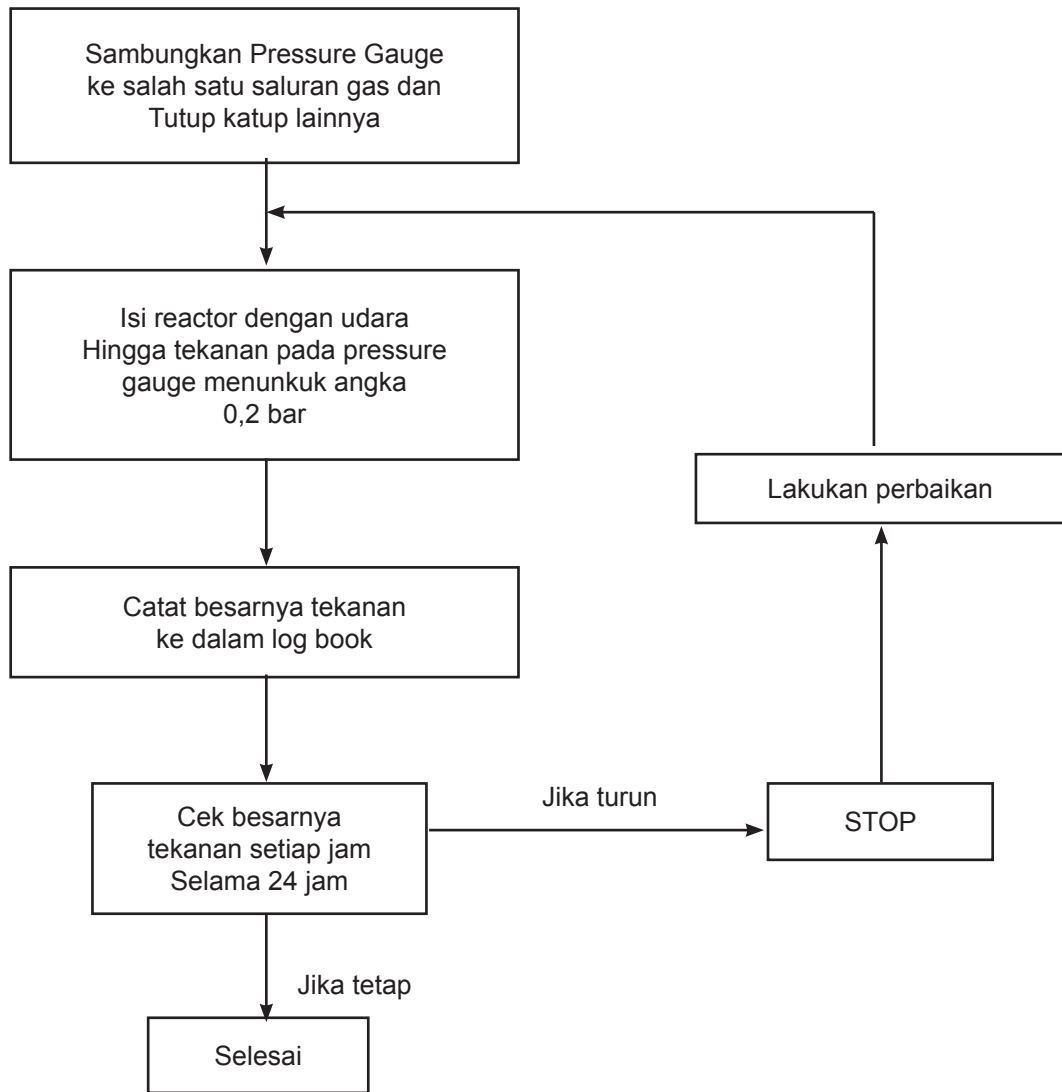 Sambungkan Pressure Gauge
ke salah satu saluran gas dan
Tutup katup lainnya
Isi reactor dengan udara
Hingga tekanan pada pressure
gauge menunkuk angka
0,2 bar
Lakukan perbaikan
Catat besarnya tekanan
ke dalam log book
Cek besarnya
tekanan setiap jam
Selama 24 jam
Jika turun
STOP
Jika tetap
Selesai